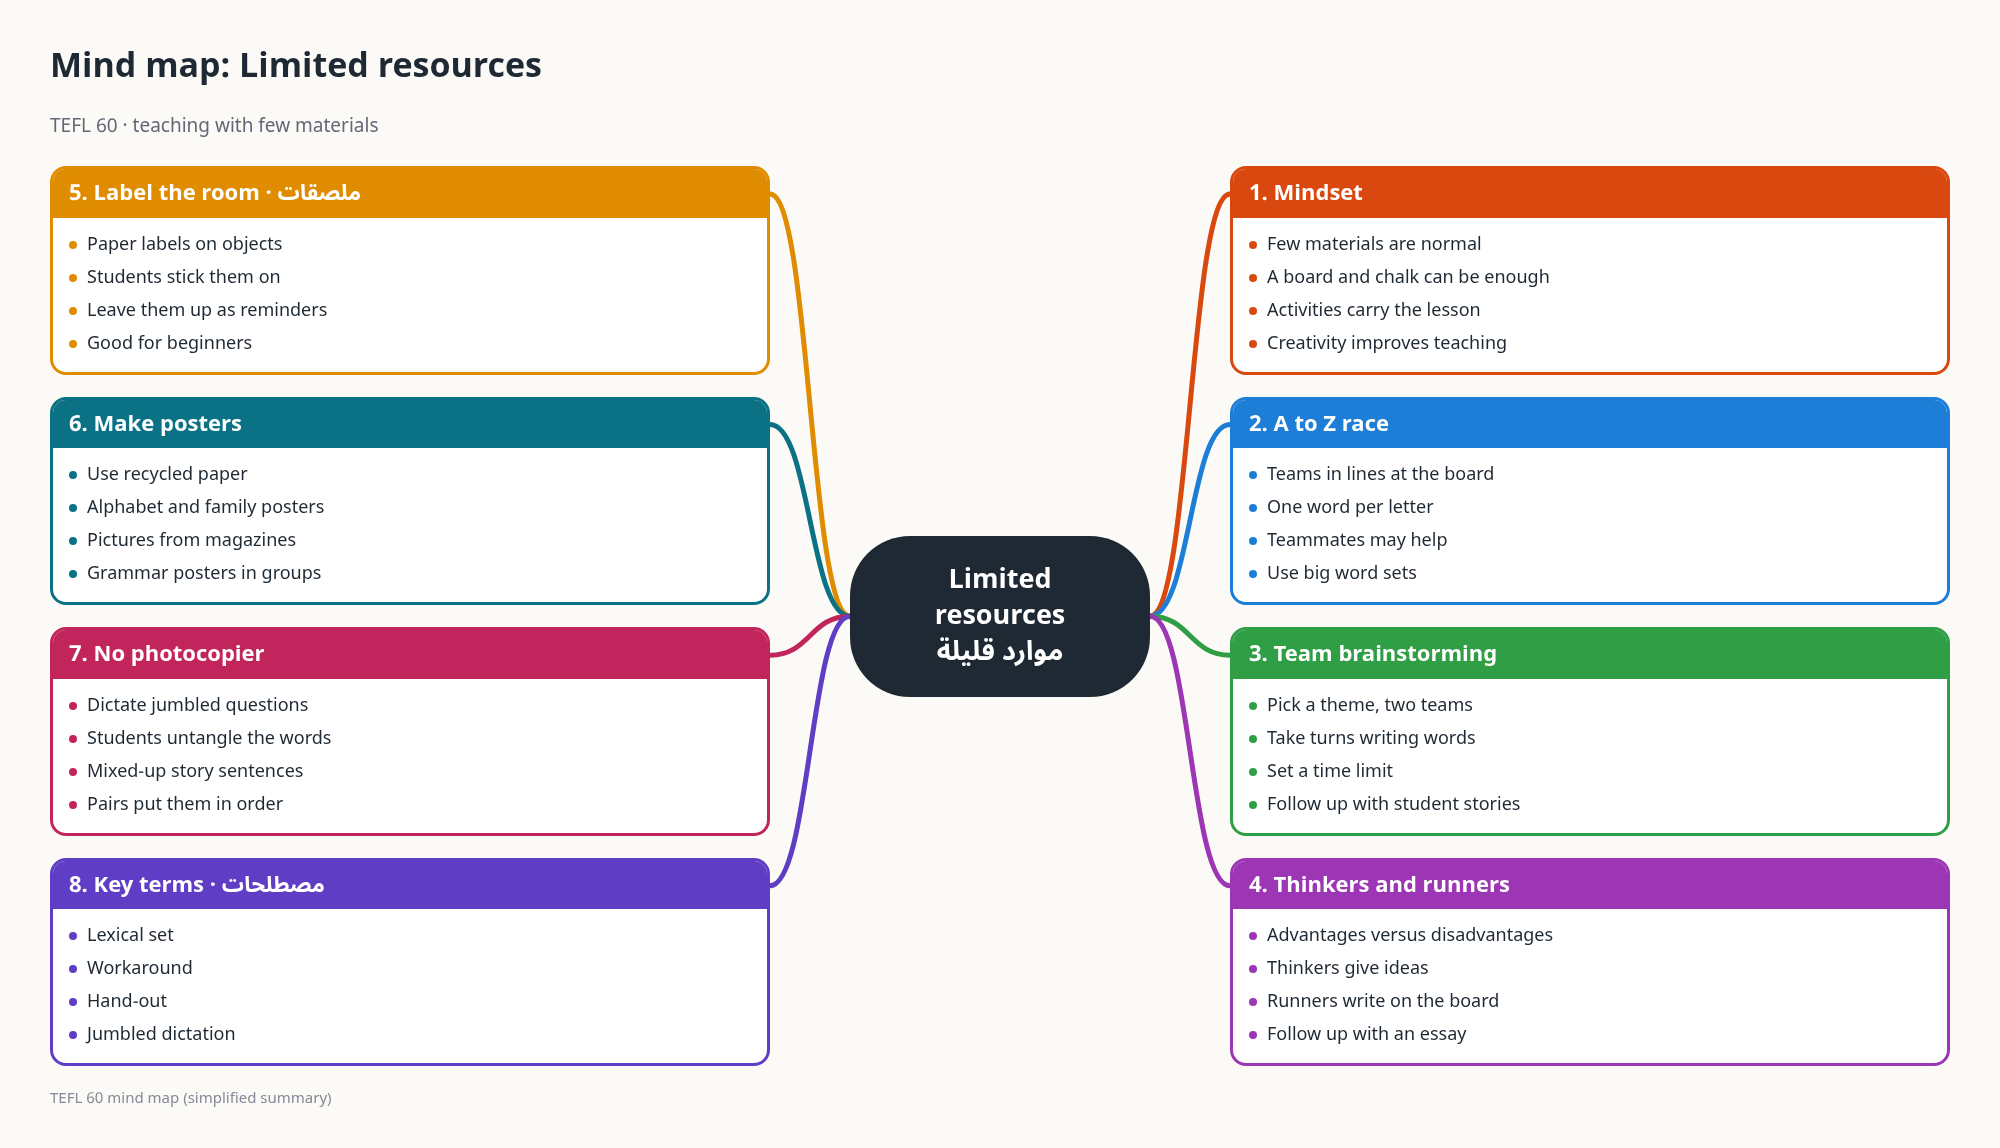 Mind map: Limited resources
TEFL 60 · teaching with few materials
5. Label the room · ملصقات
Paper labels on objects
Students stick them on
Leave them up as reminders
Good for beginners
6. Make posters
Use recycled paper
Alphabet and family posters
Pictures from magazines
Grammar posters in groups
7. No photocopier
Dictate jumbled questions
Students untangle the words
Mixed-up story sentences
Pairs put them in order
8. Key terms · مصطلحات
Lexical set
Workaround
Hand-out
Jumbled dictation
Limited
resources
موارد قليلة
1. Mindset
Few materials are normal
A board and chalk can be enough
Activities carry the lesson
Creativity improves teaching
2. A to Z race
Teams in lines at the board
One word per letter
Teammates may help
Use big word sets
3. Team brainstorming
Pick a theme, two teams
Take turns writing words
Set a time limit
Follow up with student stories
4. Thinkers and runners
Advantages versus disadvantages
Thinkers give ideas
Runners write on the board
Follow up with an essay
TEFL 60 mind map (simplified summary)